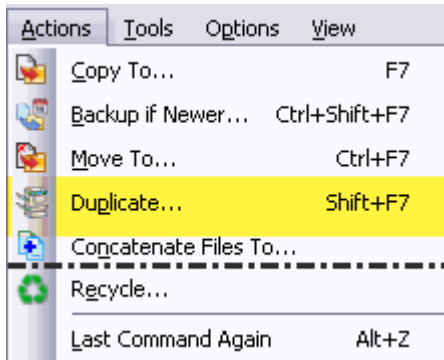 Actions Tools Options View
Copy To... F7
Backup if Newer... Ctrl+Shift+F7
Move To... Ctrl+F7
Duplicate... Shift+F7
Concatenate Files To...
Recycle...
Last Command Again Alt+Z